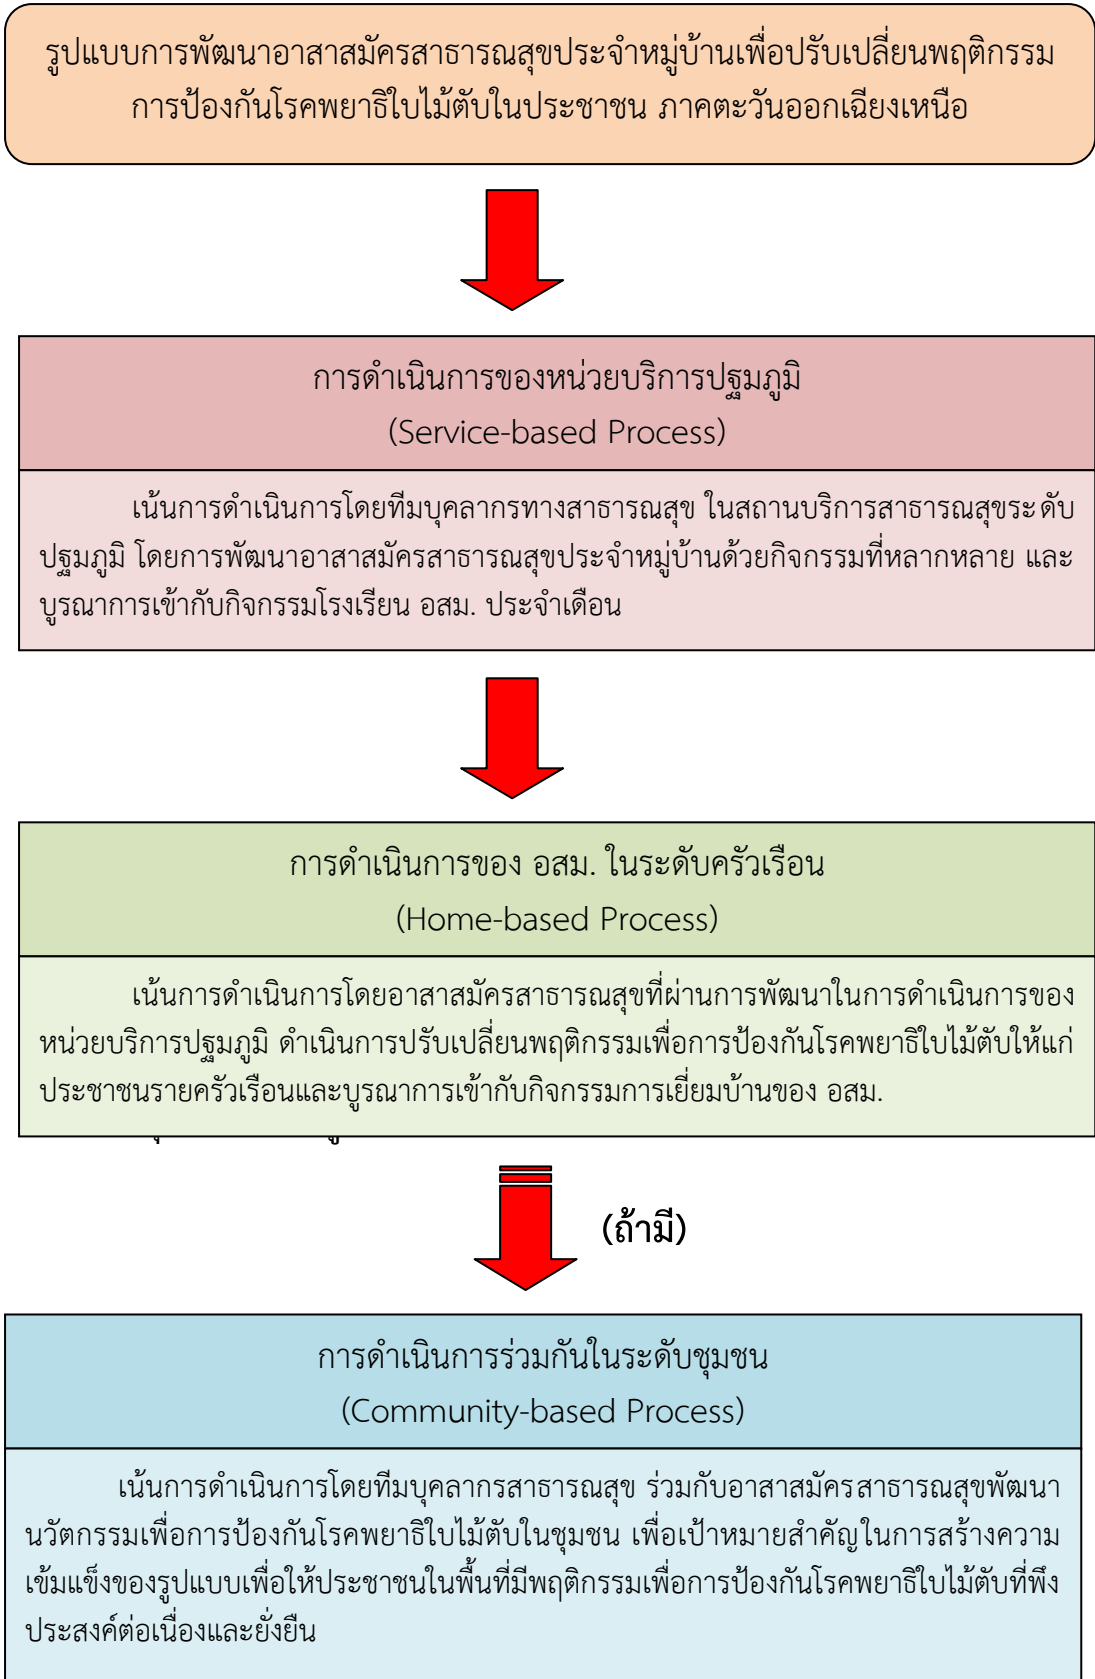 รูปแบบการพัฒนาอาสาสมัครสาธารณสุขประจำหมู่บ้านเพื่อปรับเปลี่ยนพฤติกรรม
การป้องกันโรคพยาธิใบไม้ตับในประชาชน ภาคตะวันออกเฉียงเหนือ
การดำเนินการของหน่วยบริการปฐมภูมิ
(Service-based Process)
เน้นการดำเนินการโดยทีมบุคลากรทางสาธารณสุข ในสถานบริการสาธารณสุขระดับ
ปฐมภูมิ โดยการพัฒนาอาสาสมัครสาธารณสุขประจำหมู่บ้านด้วยกิจกรรมที่หลากหลาย และ
บูรณาการเข้ากับกิจกรรมโรงเรียน อสม. ประจำเดือน
การดำเนินการของ อสม. ในระดับครัวเรือน
(Home-based Process)
เน้นการดำเนินการโดยอาสาสมัครสาธารณสุขที่ผ่านการพัฒนาในการดำเนินการของ
หน่วยบริการปฐมภูมิ ดำเนินการปรับเปลี่ยนพฤติกรรมเพื่อการป้องกันโรคพยาธิใบไม้ตับให้แก่
ประชาชนรายครัวเรือนและบูรณาการเข้ากับกิจกรรมการเยี่ยมบ้านของ อสม.
(ถ้ามี)
การดำเนินการร่วมกันในระดับชุมชน
(Community-based Process)
เน้นการดำเนินการโดยทีมบุคลากรสาธารณสุข ร่วมกับอาสาสมัครสาธารณสุขพัฒนา
นวัตกรรมเพื่อการป้องกันโรคพยาธิใบไม้ตับในชุมชน เพื่อเป้าหมายสำคัญในการสร้างความ
เข้มแข็งของรูปแบบเพื่อให้ประชาชนในพื้นที่มีพฤติกรรมเพื่อการป้องกันโรคพยาธิใบไม้ตับที่พึง
ประสงค์ต่อเนื่องและยั่งยืน